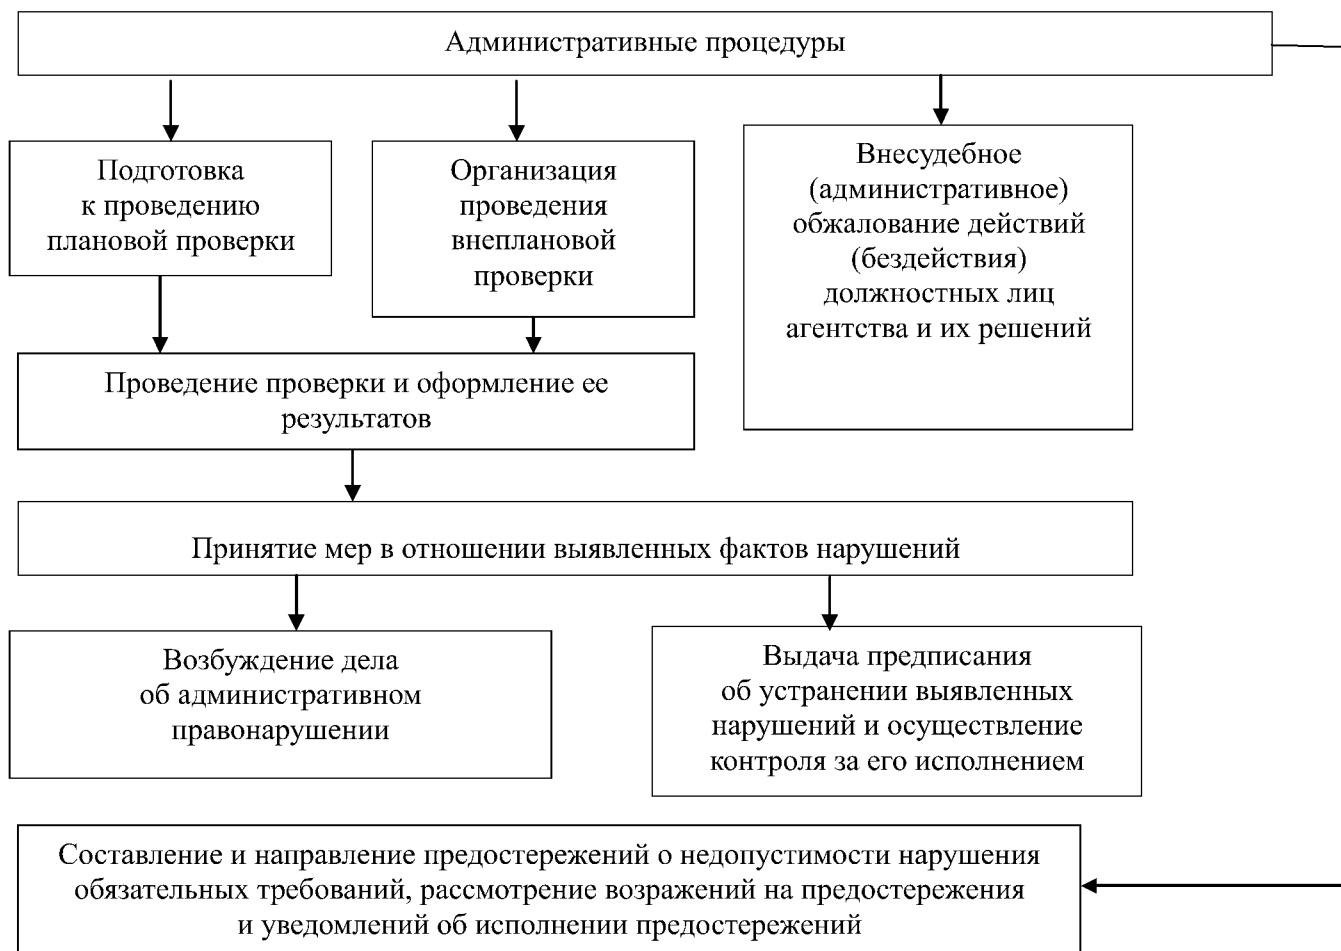 Административные процедуры
Подготовка
к проведению
плановой проверки
Организация
проведения
внеплановой
проверки
Внесудебное
(административное)
обжалование действий
(бездействия)
должностных лиц
агентства и их решений
Проведение проверки и оформление ее
результатов
Принятие мер в отношении выявленных фактов нарушений
Возбуждение дела
об административном
правонарушении
Выдача предписания
об устранении выявленных
нарушений и осуществление
контроля за его исполнением
Составление и направление предостережений о недопустимости нарушения
обязательных требований, рассмотрение возражений на предостережения
и уведомлений об исполнении предостережений